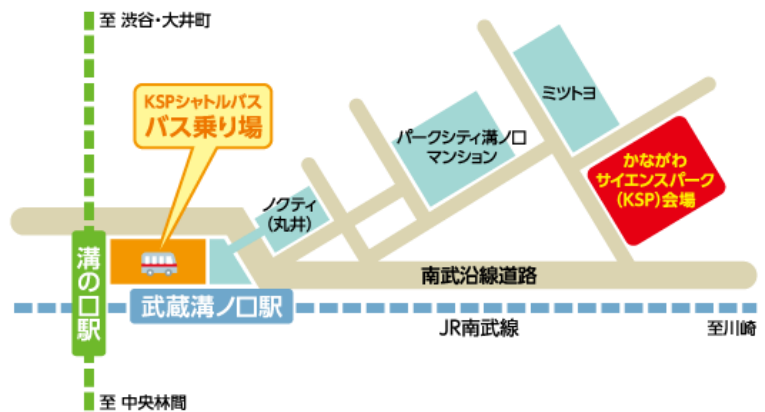 至 渋谷・大井町
KSPシャトルバス
バス乗り場
ミツトヨ
パークシティ溝ノ口
マンション
かながわ
サイエンスパーク
(KSP)会場
ノクティ
(丸井)
溝の口駅
南武沿線道路
武蔵溝ノ口駅
JR南武線
至川崎
至 中央林間